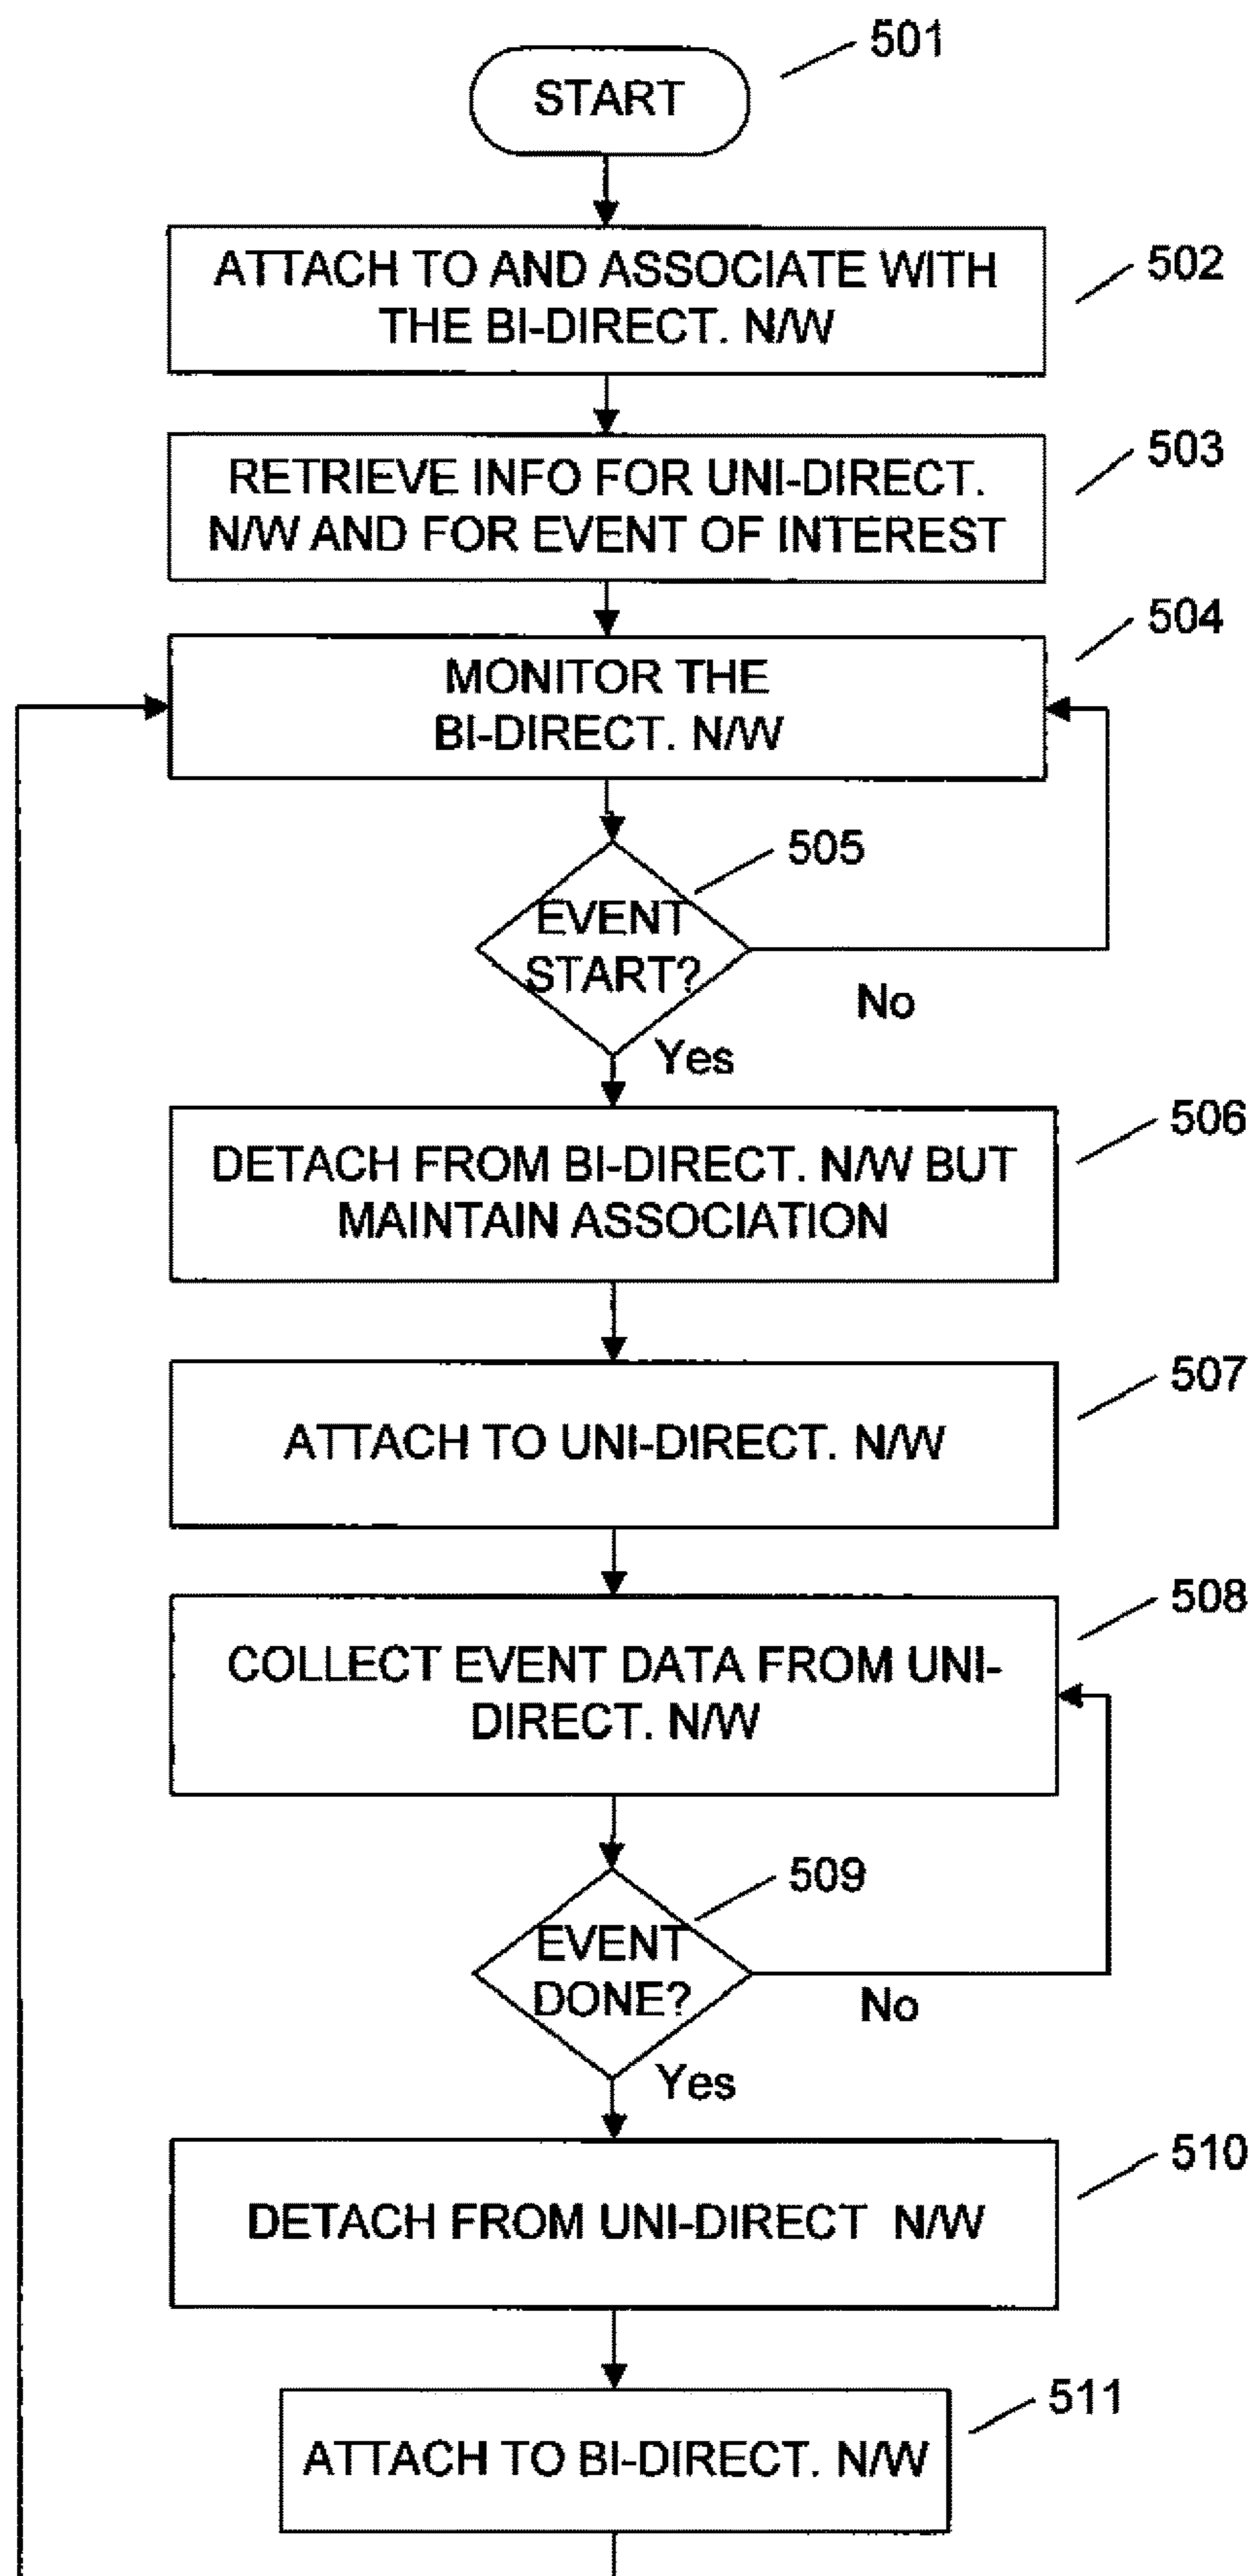 501
START
ATTACH TO AND ASSOCIATE WITH
THE BI-DIRECT. N/W
502
RETRIEVE INFO FOR UNI-DIRECT.
N/W AND FOR EVENT OF INTEREST
503
MONITOR THE
BI-DIRECT. N/W
504
EVENT
START?
505
No
Yes
DETACH FROM BI-DIRECT. N/W BUT
MAINTAIN ASSOCIATION
506
ATTACH TO UNI-DIRECT. N/W
507
COLLECT EVENT DATA FROM UNI-
DIRECT. N/W
508
EVENT
DONE?
509
No
Yes
DETACH FROM UNI-DIRECT N/W
510
ATTACH TO BI-DIRECT. N/W
511